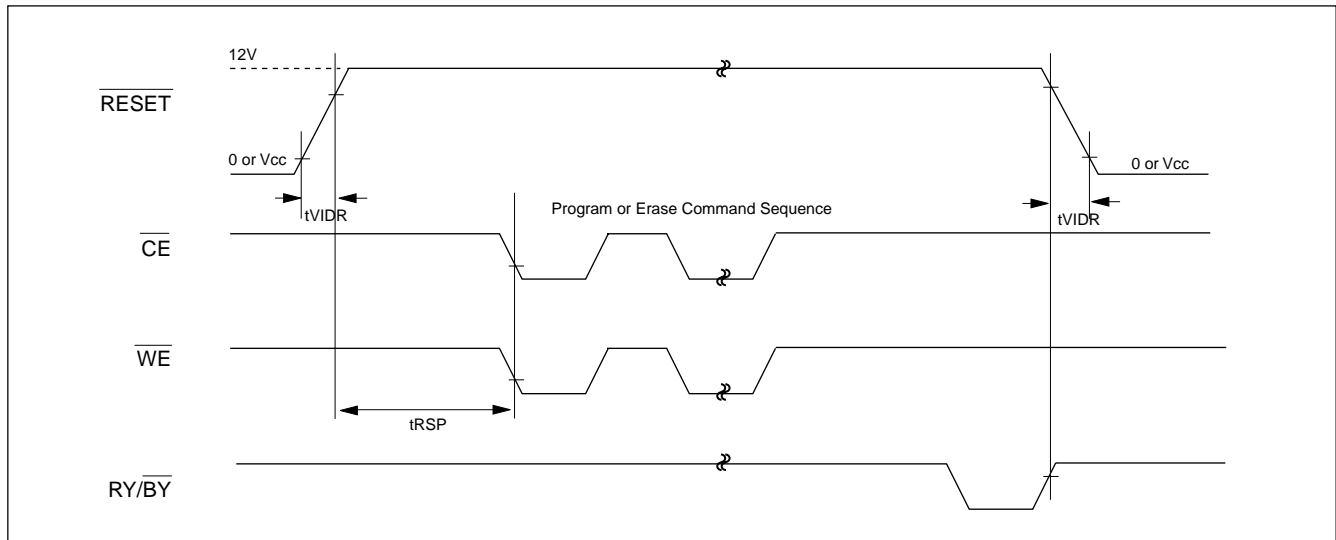 12V
RESET
0 or Vcc
0 or Vcc
tVIDR
Program or Erase Command Sequence
tVIDR
CE
WE
tRSP
RY/BY